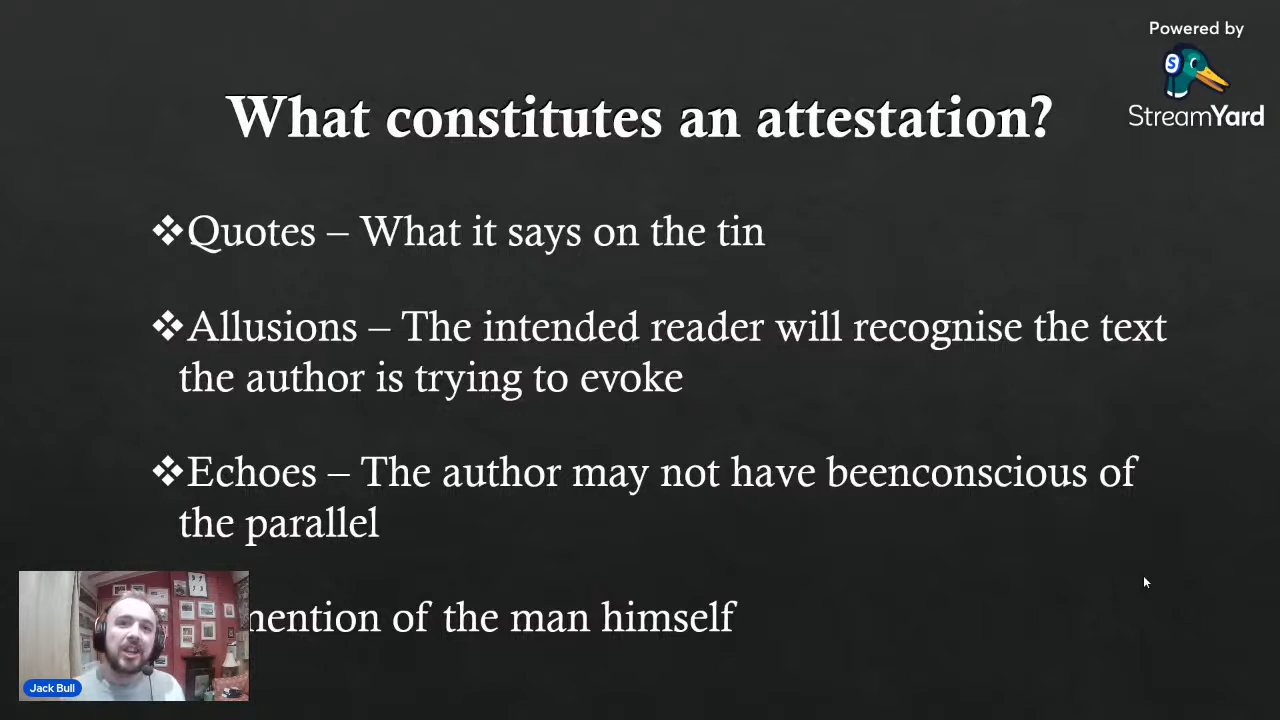 Powered by
StreamYard
What constitutes an attestation?
❖Quotes – What it says on the tin
❖Allusions – The intended reader will recognise the text
the author is trying to evoke
❖Echoes – The author may not have beenconscious of
the parallel
mention of the man himself
Jack Bull